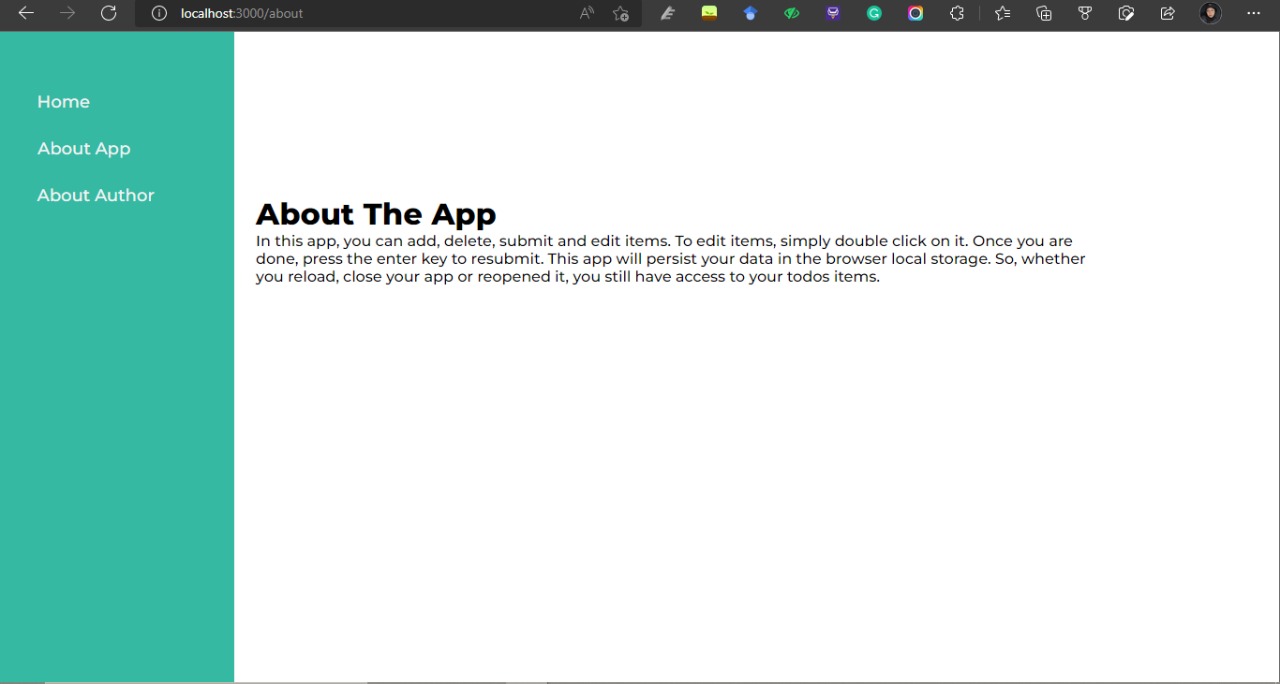 localhost:3000/about
Home
About App
About Author
About The App
In this app, you can add, delete, submit and edit items. To edit items, simply double click on it. Once you are
done, press the enter key to resubmit. This app will persist your data in the browser local storage. So, whether
you reload, close your app or reopened it, you still have access to your todos items.